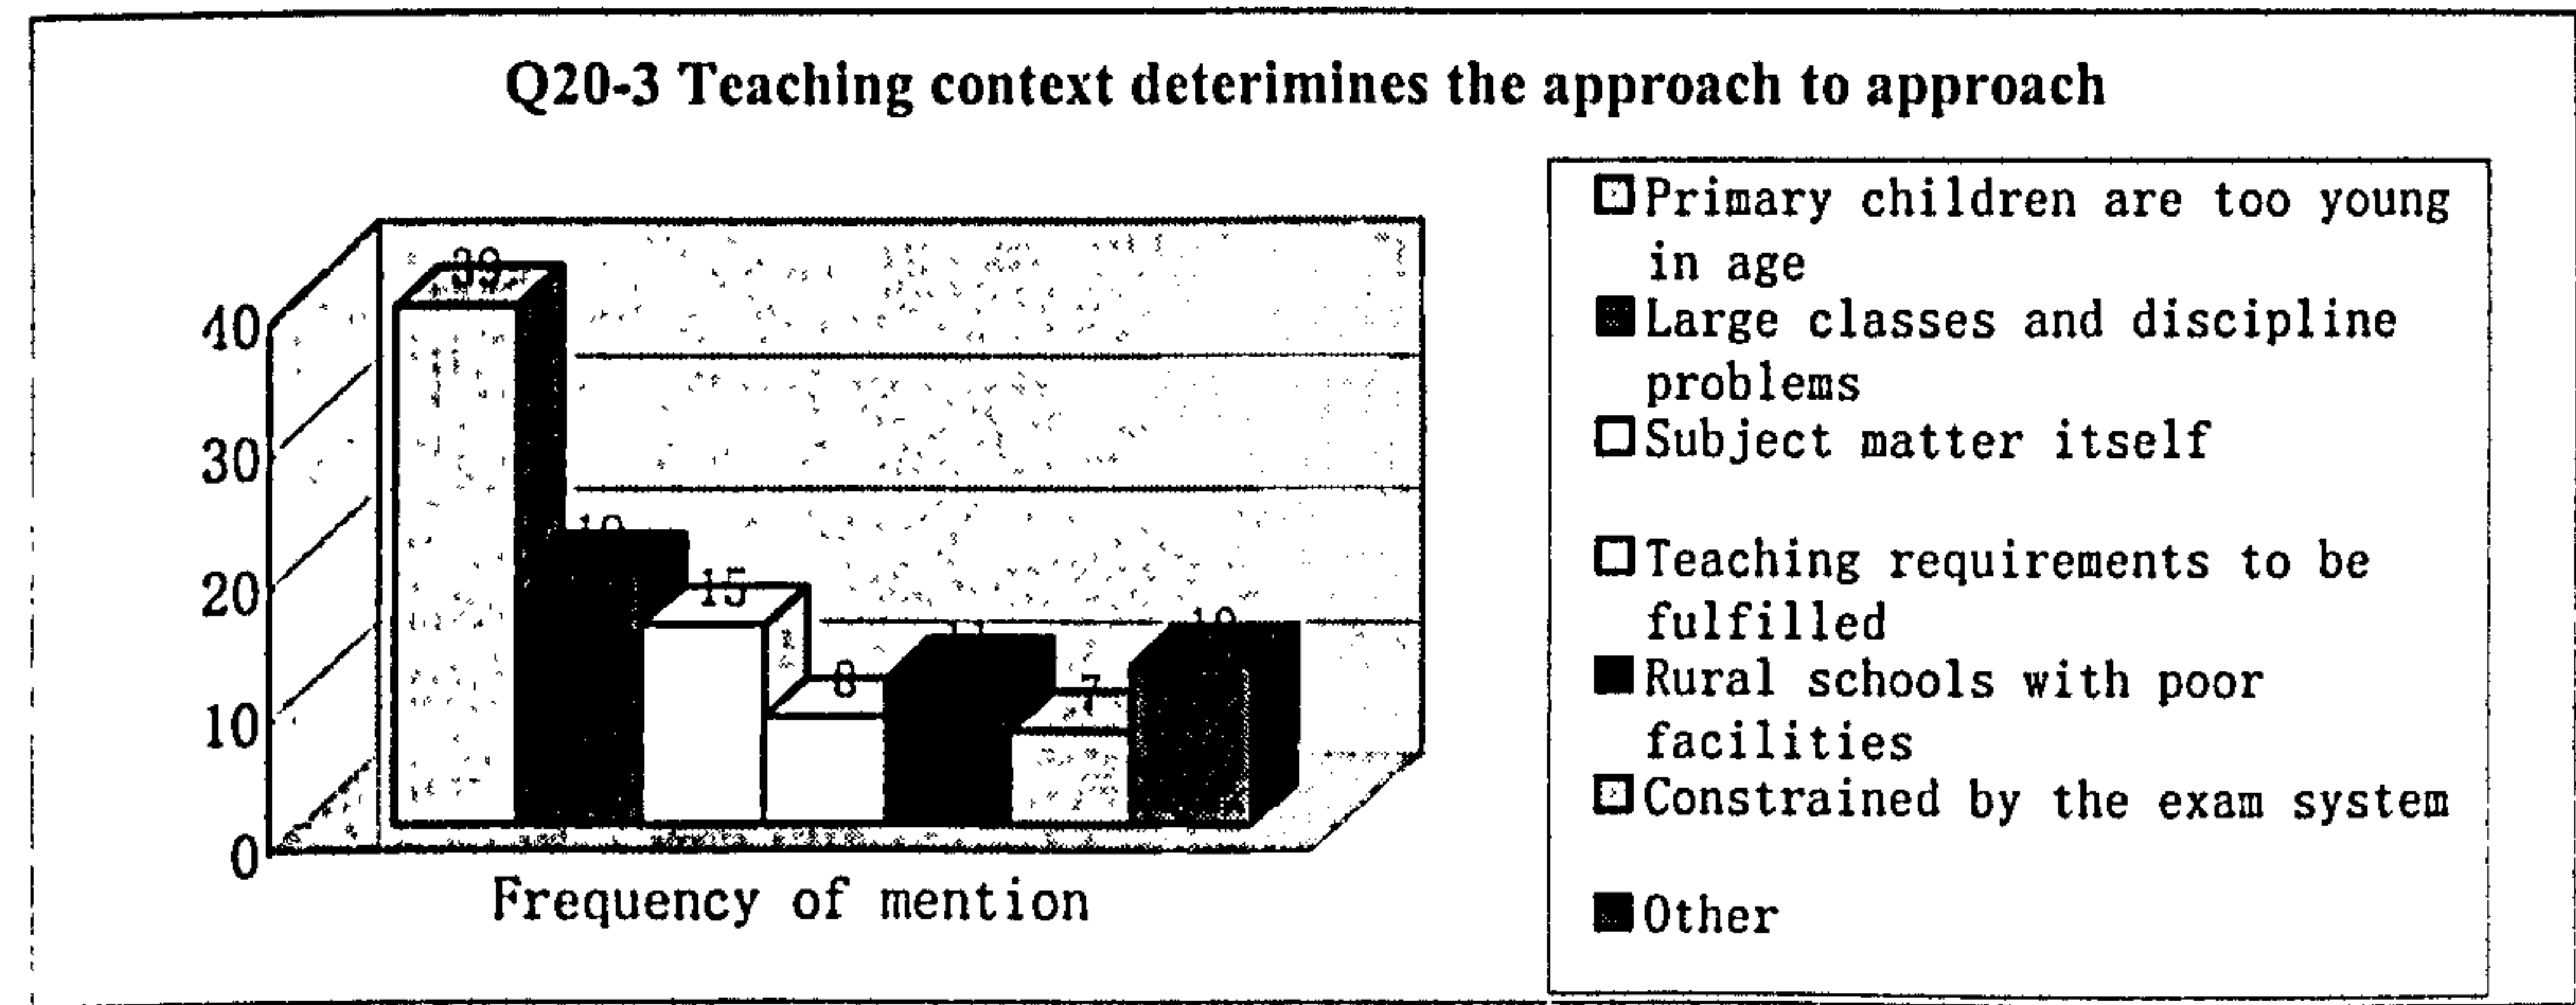 Q20-3 Teaching context deterimines the approach to approach
40
30
20
10
0
39
15
8
7
Frequency of mention
Primary children are too young
in age
Large classes and discipline
problems
Subject matter itself
Teaching requirements to be
fulfilled
Rural schools with poor
facilities
Constrained by the exam system
Other